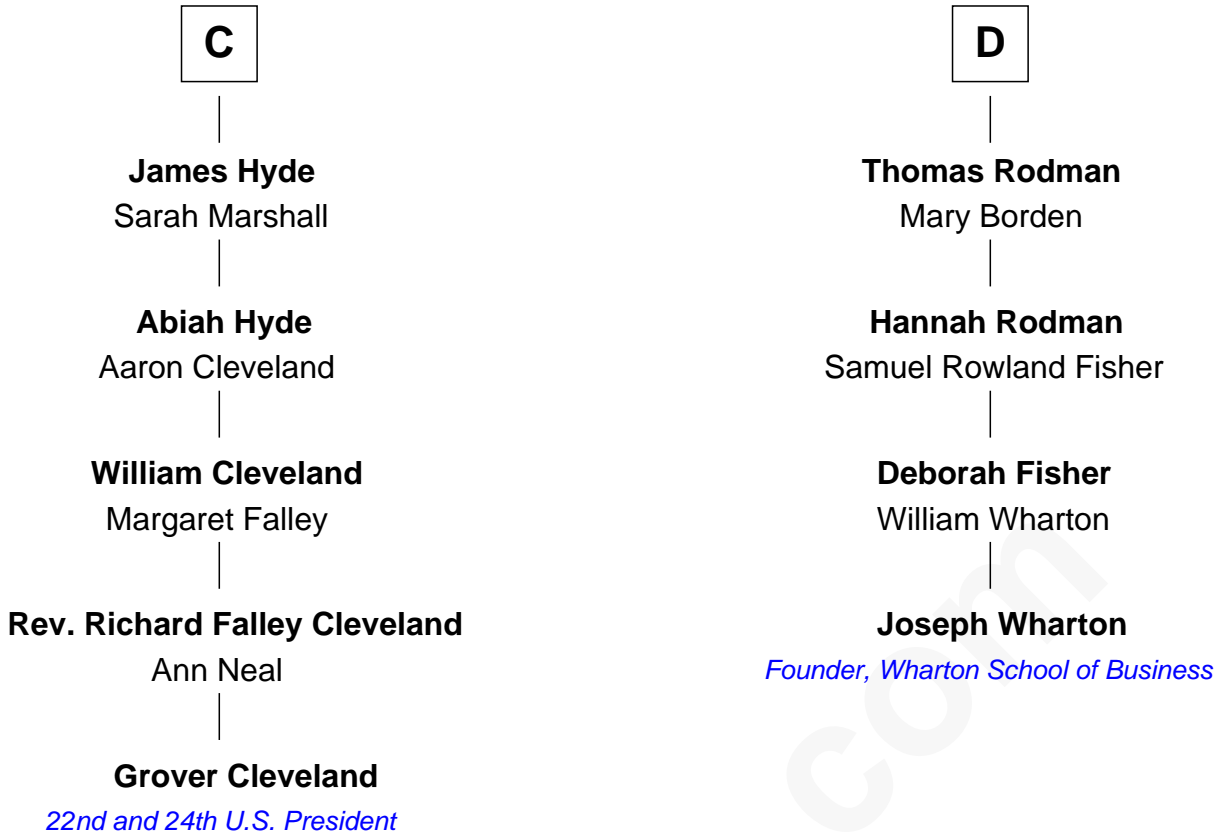 C
James Hyde
Sarah Marshall
Abiah Hyde
Aaron Cleveland
William Cleveland
Margaret Falley
Rev. Richard Falley Cleveland
Ann Neal
Grover Cleveland
22nd and 24th U.S. President
D
Thomas Rodman
Mary Borden
Hannah Rodman
Samuel Rowland Fisher
Deborah Fisher
William Wharton
Joseph Wharton
Founder, Wharton School of Business
com